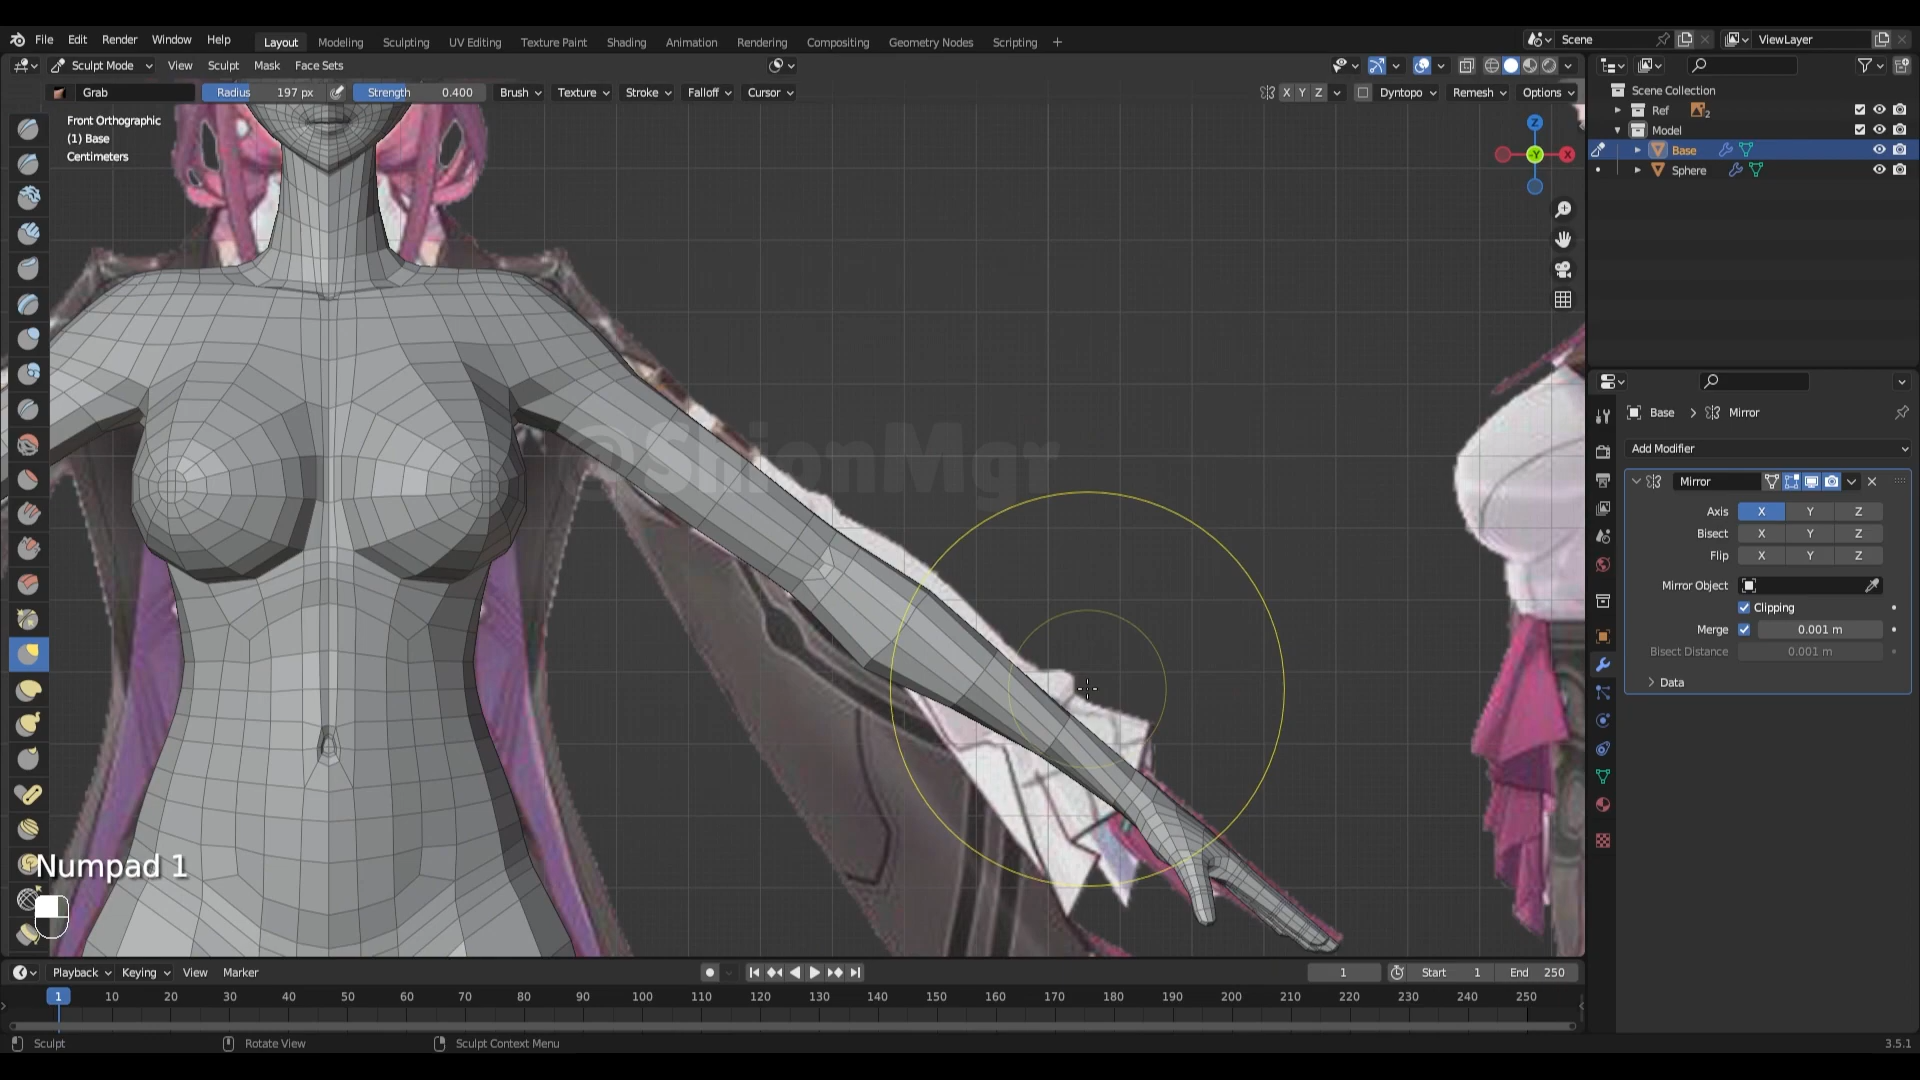 File Edit Render Window Help Layout Modeling Sculpting UV Editing Texture Paint Shading Animation Rendering Compositing Geometry Nodes Scripting + Scene ViewLayer
Sculpt Mode View Sculpt Mask Face Sets
Grab Radius 197 px Strength 0.400 Brush Texture Stroke Falloff Cursor X Y Z Dyntopo Remesh Options
Front Orthographic
(1) Base
Centimeters
Z
-Y
X
@ShionMgr
Numpad 1
Scene Collection
Ref 2
Model
Base
Sphere
Base > Mirror
Add Modifier
Mirror
Axis X Y Z
Bisect X Y Z
Flip X Y Z
Mirror Object
Clipping
Merge 0.001 m
Bisect Distance 0.001 m
Data
Playback Keying View Marker 1 Start 1 End 250
1 10 20 30 40 50 60 70 80 90 100 110 120 130 140 150 160 170 180 190 200 210 220 230 240 250
Sculpt Rotate View Sculpt Context Menu 3.5.1